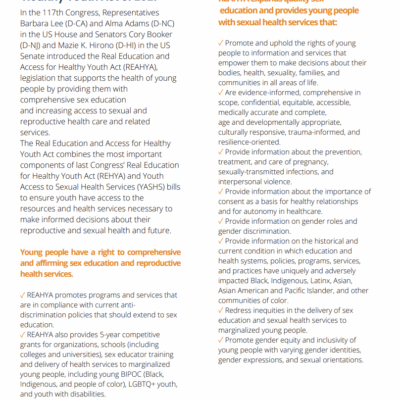 In the 117th Congress, Representatives
Barbara Lee (D-CA) and Alma Adams (D-NC)
in the US House and Senators Cory Booker
(D-NJ) and Mazie K. Hirono (D-HI) in the US
Senate introduced the Real Education and
Access for Healthy Youth Act (REAHYA),
legislation that supports the health of young
people by providing them with
comprehensive sex education
and increasing access to sexual and
reproductive health care and related
services.
The Real Education and Access for Healthy
Youth Act combines the most important
components of last Congress' Real Education
for Healthy Youth Act (REHYA) and Youth
Access to Sexual Health Services (YASHS) bills
to ensure youth have access to the
resources and health services necessary to
make informed decisions about their
reproductive and sexual health and future.
Young people have a right to comprehensive
and affirming sex education and reproductive
health services.
✓ REAHYA promotes programs and services that
are in compliance with current anti-
discrimination policies that should extend to sex
education.
✓ REAHYA also provides 5-year competitive
grants for organizations, schools (including
colleges and universities), sex educator training
and delivery of health services to marginalized
young people, including young BIPOC (Black,
Indigenous, and people of color), LGBTQ+ youth,
and youth with disabilities.
education and provides young people
with sexual health services that:
✓ Promote and uphold the rights of young
people to information and services that
empower them to make decisions about their
bodies, health, sexuality, families, and
communities in all areas of life.
✓ Are evidence-informed, comprehensive in
scope, confidential, equitable, accessible,
medically accurate and complete,
age and developmentally appropriate,
culturally responsive, trauma-informed, and
resilience-oriented.
✓ Provide information about the prevention,
treatment, and care of pregnancy,
sexually-transmitted infections, and
interpersonal violence.
✓ Provide information about the importance of
consent as a basis for healthy relationships
and for autonomy in healthcare.
✓ Provide information on gender roles and
gender discrimination.
✓ Provide information on the historical and
current condition in which education and
health systems, policies, programs, services,
and practices have uniquely and adversely
impacted Black, Indigenous, Latinx, Asian,
Asian American and Pacific Islander, and other
communities of color.
✓ Redress inequities in the delivery of sex
education and sexual health services to
marginalized young people.
✓ Promote gender equity and inclusivity of
young people with varying gender identities,
gender expressions, and sexual orientations.